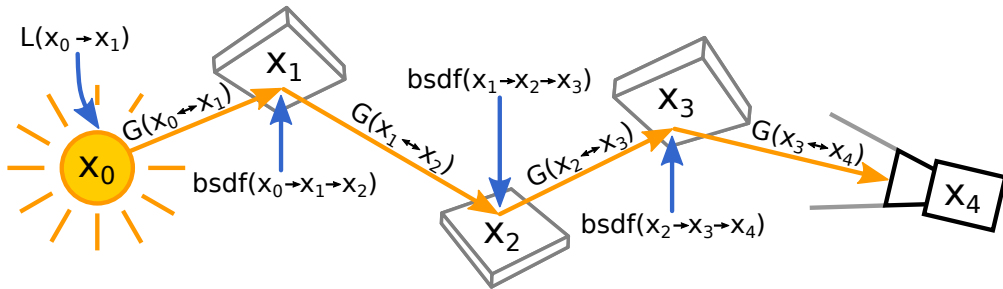 L(x₀→x₁)
x₀
G(x₀↔x₁)
x₁
bsdf(x₀→x₁→x₂)
G(x₁↔x₂)
bsdf(x₁→x₂→x₃)
x₂
G(x₂↔x₃)
x₃
bsdf(x₂→x₃→x₄)
G(x₃↔x₄)
x₄